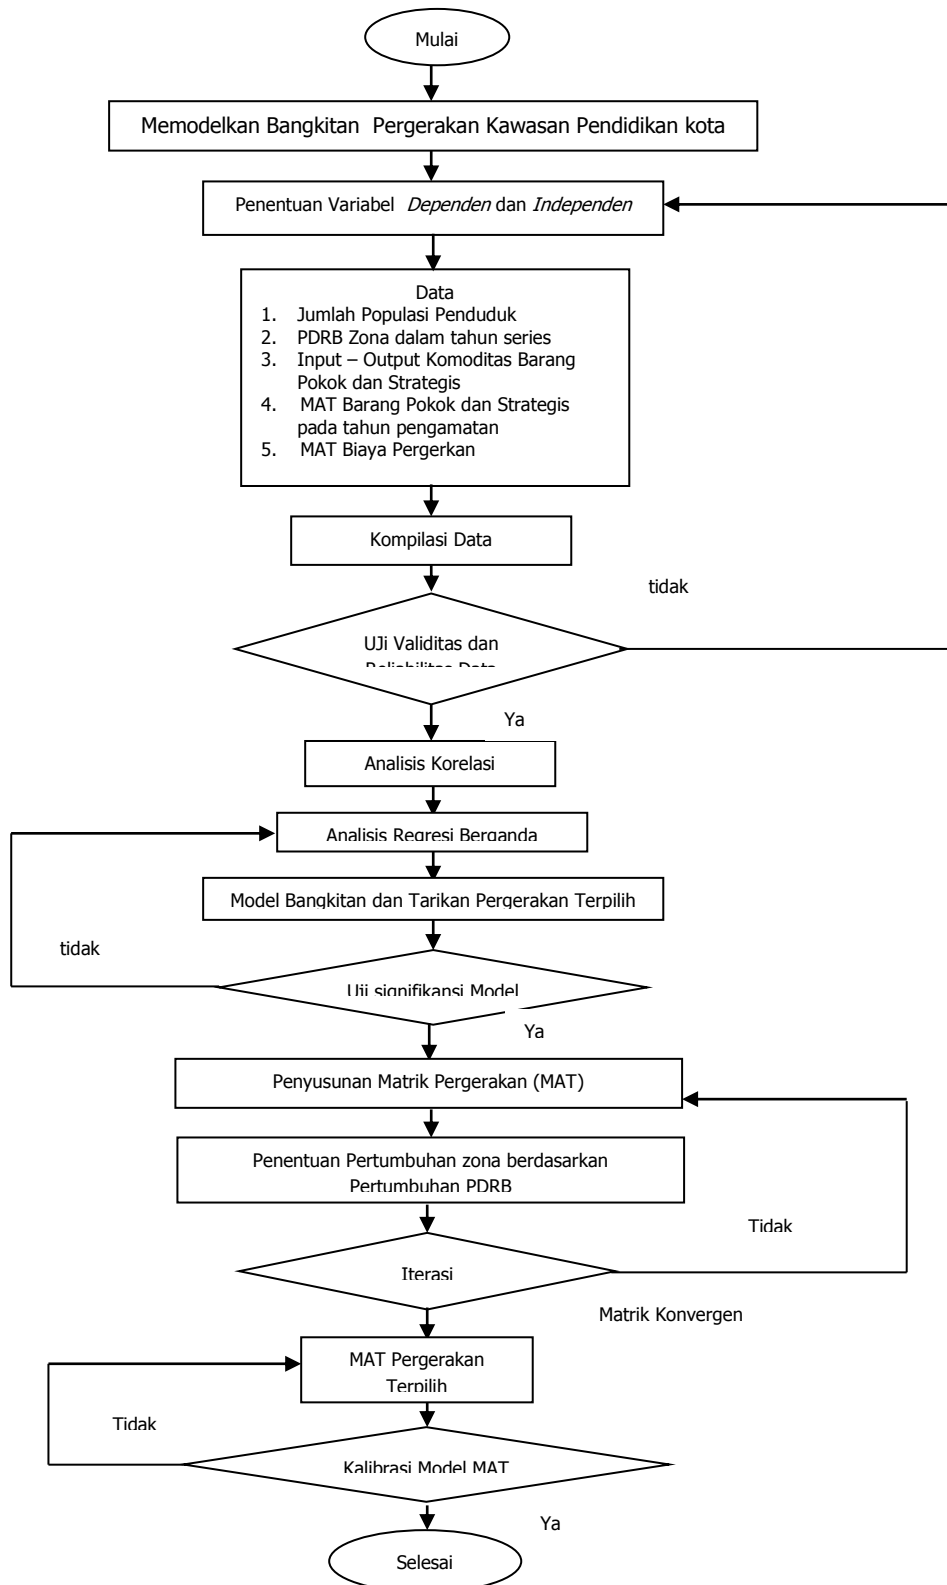 Mulai
Memodelkan Bangkitan Pergerakan Kawasan Pendidikan kota
Penentuan Variabel Dependen dan Independen
Data
1. Jumlah Populasi Penduduk
2. PDRB Zona dalam tahun series
3. Input – Output Komoditas Barang
Pokok dan Strategis
4. MAT Barang Pokok dan Strategis
pada tahun pengamatan
5. MAT Biaya Pergerkan
Kompilasi Data
tidak
UJi Validitas dan
Reliabilitas Data
Ya
Analisis Korelasi
Analisis Regresi Berganda
Model Bangkitan dan Tarikan Pergerakan Terpilih
tidak
Uji signifikansi Model
Ya
Penyusunan Matrik Pergerakan (MAT)
Penentuan Pertumbuhan zona berdasarkan
Pertumbuhan PDRB
Tidak
Iterasi
Matrik Konvergen
MAT Pergerakan
Terpilih
Tidak
Kalibrasi Model MAT
Ya
Selesai